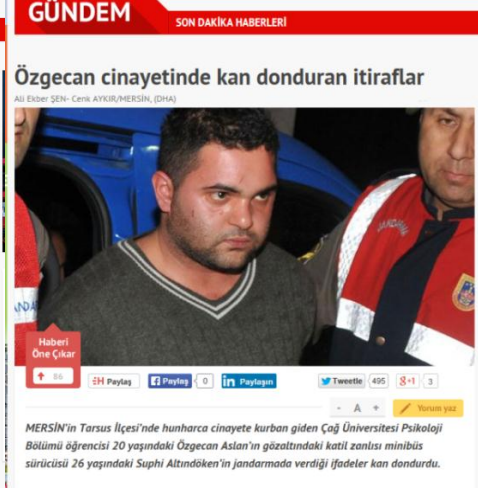 GÜNDEM
SON DAKİKA HABERLERİ
Özgecan cinayetinde kan donduran itiraflar
Ali Ekber ŞEN- Cenk AYKIR/MERSİN, (DHA)
JANDARMA
Haberi
Öne Çıkar
86
:H Paylaş
f Paylaş 0
in Paylaşın
Tweetle 495
g+1 3
- A +
Yorum yaz
MERSİN'in Tarsus İlçesi'nde hunharca cinayete kurban giden Çağ Üniversitesi Psikoloji
Bölümü öğrencisi 20 yaşındaki Özgecan Aslan'ın gözaltındaki katil zanlısı minibüs
sürücüsü 26 yaşındaki Suphi Altındöken'in jandarmada verdiği ifadeler kan dondurdu.